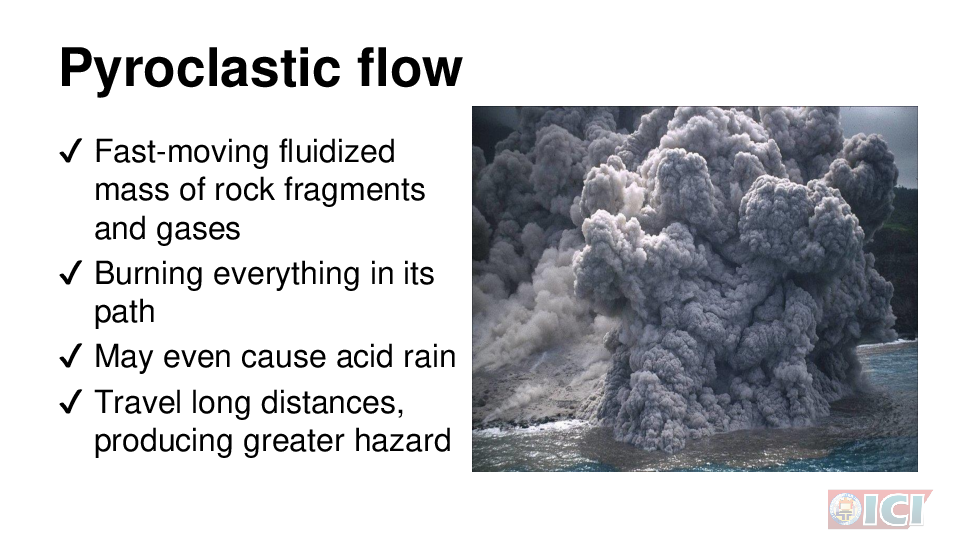 Pyroclastic flow
✓ Fast-moving fluidized
mass of rock fragments
and gases
✓ Burning everything in its
path
✓ May even cause acid rain
✓ Travel long distances,
producing greater hazard
ICI